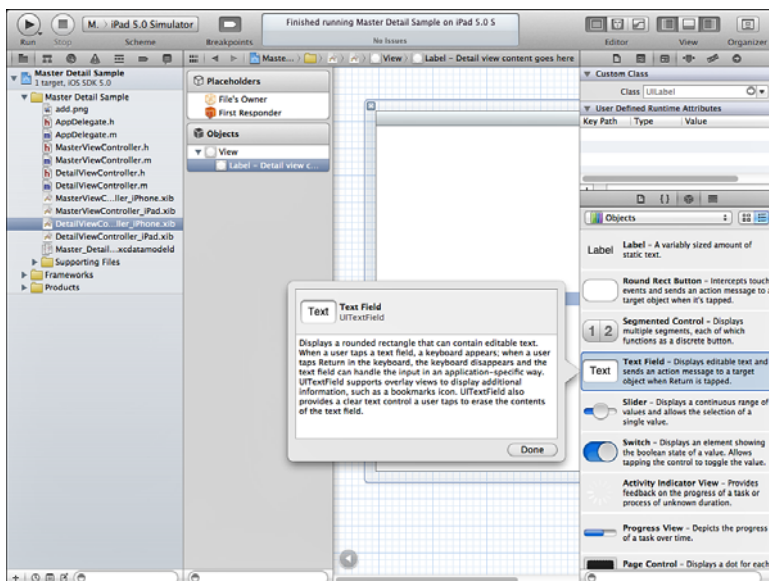 M... > iPad 5.0 Simulator
Finished running Master Detail Sample on iPad 5.0 S
No Issues
Run
Stop
Scheme
Breakpoints
Editor
View
Organizer
Maste...
View
Label – Detail view content goes here
Master Detail Sample
1 target, iOS SDK 5.0
Master Detail Sample
add.png
AppDelegate.h
AppDelegate.m
MasterViewController.h
MasterViewController.m
DetailViewController.h
DetailViewController.m
MasterViewC...ller_iPhone.xib
MasterViewController_iPad.xib
DetailViewCo...ller_iPhone.xib
DetailViewController_iPad.xib
Master_Detail...xcdatamodeld
Supporting Files
Frameworks
Products
Placeholders
File's Owner
First Responder
Objects
View
Label – Detail view c...
Text
Text Field
UITextField
Displays a rounded rectangle that can contain editable text.
When a user taps a text field, a keyboard appears; when a user
taps Return in the keyboard, the keyboard disappears and the
text field can handle the input in an application-specific way.
UITextField supports overlay views to display additional
information, such as a bookmarks icon. UITextField also
provides a clear text control a user taps to erase the contents
of the text field.
Done
Custom Class
Class UILabel
User Defined Runtime Attributes
Key Path Type Value
Objects
Label
Label – A variably sized amount of
static text.
Round Rect Button – Intercepts touch
events and sends an action message to a
target object when it's tapped.
1 2
Segmented Control – Displays
multiple segments, each of which
functions as a discrete button.
Text
Text Field – Displays editable text and
sends an action message to a target
object when Return is tapped.
Slider – Displays a continuous range of
values and allows the selection of a
single value.
Switch – Displays an element showing
the boolean state of a value. Allows
tapping the control to toggle the value.
Activity Indicator View – Provides
feedback on the progress of a task or
process of unknown duration.
Progress View – Depicts the progress
of a task over time.
Page Control – Displays a dot for each